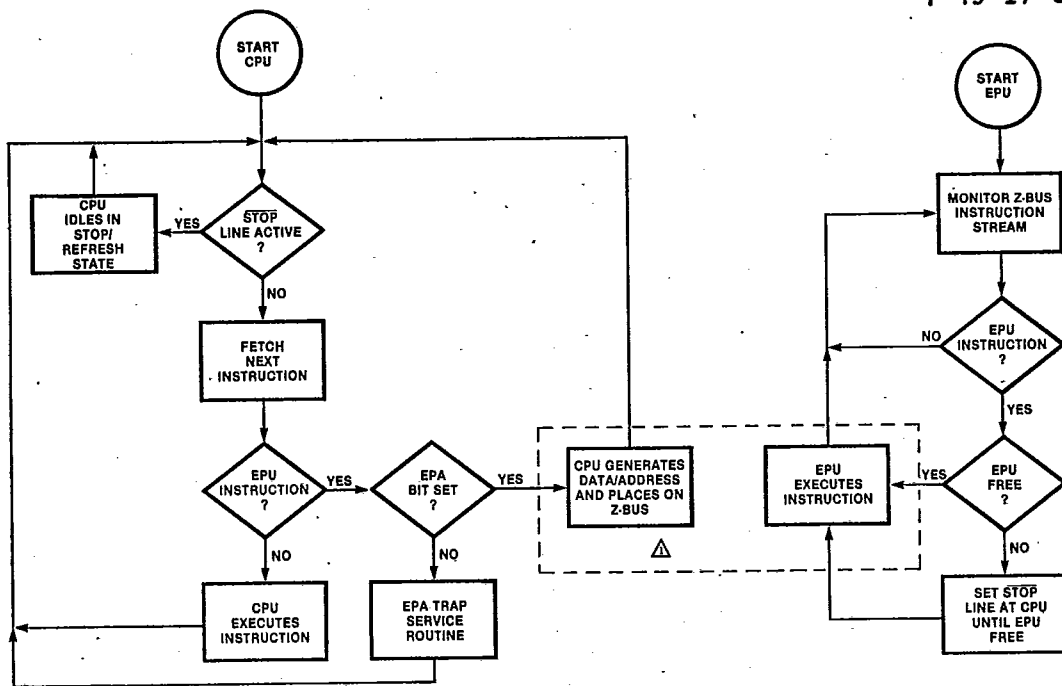 START
CPU
START
EPU
CPU
IDLES IN
STOP/
REFRESH
STATE
YES
STOP
LINE ACTIVE
?
NO
MONITOR Z-BUS
INSTRUCTION
STREAM
FETCH
NEXT
INSTRUCTION
NO
EPU
INSTRUCTION
?
YES
EPU
INSTRUCTION
?
YES
EPA
BIT SET
?
YES
CPU GENERATES
DATA/ADDRESS
AND PLACES ON
Z-BUS
EPU
EXECUTES
INSTRUCTION
YES
EPU
FREE
?
NO
NO
NO
CPU
EXECUTES
INSTRUCTION
EPA TRAP
SERVICE
ROUTINE
SET STOP
LINE AT CPU
UNTIL EPU
FREE